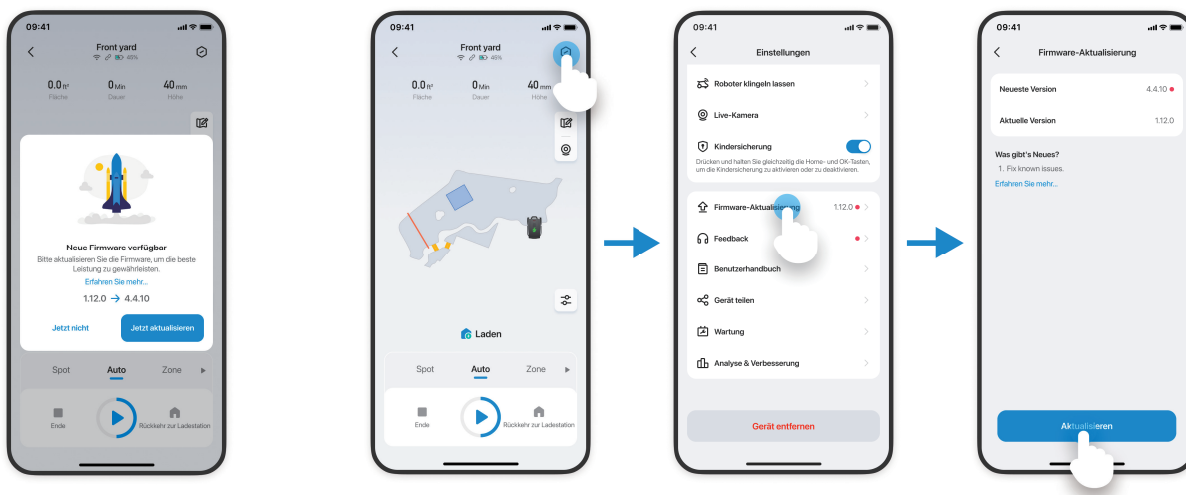 09:41
Front yard
46%
0.0 ft² 0 Min 40 mm
Fläche Dauer Höhe
Neue Firmware verfügbar
Bitte aktualisieren Sie die Firmware, um die beste
Leistung zu gewährleisten.
Erfahren Sie mehr...
1.12.0 → 4.4.10
Jetzt nicht Jetzt aktualisieren
Spot Auto Zone
Ende Rückkehr zur Ladestation
09:41
Front yard
46%
0.0 ft² 0 Min 40 mm
Fläche Dauer Höhe
Laden
Spot Auto Zone
Ende Rückkehr zur Ladestation
09:41
Einstellungen
Roboter klingeln lassen
Live-Kamera
Kindersicherung
Drücken und halten Sie gleichzeitig die Home- und OK-Tasten,
um die Kindersicherung zu aktivieren oder zu deaktivieren.
Firmware-Aktualisierung 1.12.0
Feedback
Benutzerhandbuch
Gerät teilen
Wartung
Analyse & Verbesserung
Gerät entfernen
09:41
Firmware-Aktualisierung
Neueste Version 4.4.10
Aktuelle Version 1.12.0
Was gibt's Neues?
1. Fix known issues.
Erfahren Sie mehr...
Aktualisieren